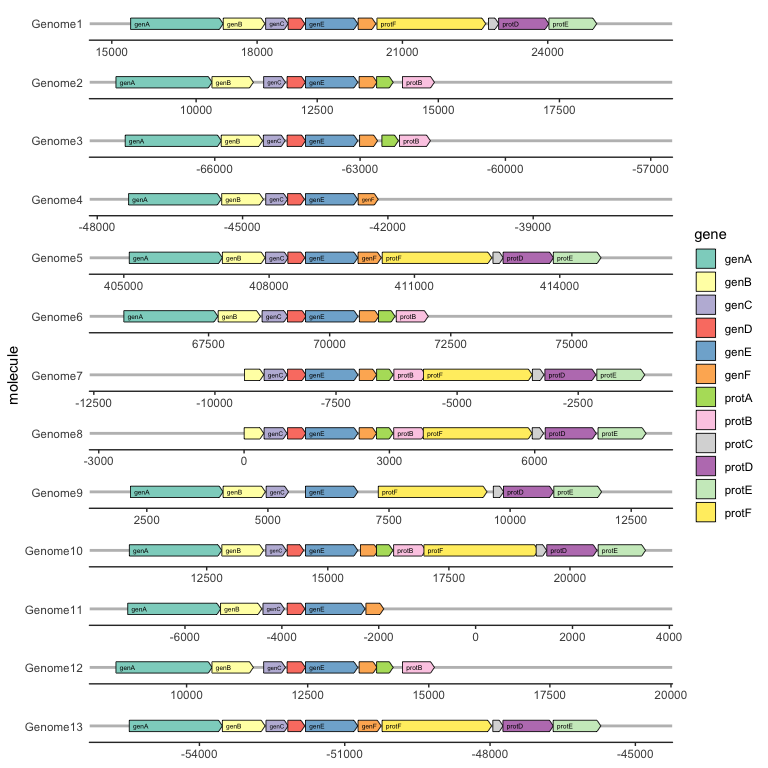 Genome1
genA genB genC genE protF protD protE
15000 18000 21000 24000
Genome2
genA genB genC genE protB
10000 12500 15000 17500
Genome3
genA genB genC genE protB
-66000 -63000 -60000 -57000
Genome4
genA genB genC genE genF
-48000 -45000 -42000 -39000
Genome5
genA genB genC genE genF protF protD protE
405000 408000 411000 414000
Genome6
genA genB genC genE protB
67500 70000 72500 75000
Genome7
genC genE protB protF protD protE
-12500 -10000 -7500 -5000 -2500
Genome8
genC genE protB protF protD protE
-3000 0 3000 6000
Genome9
genA genB genC genE protF protD protE
2500 5000 7500 10000 12500
Genome10
genA genB genC genE protB protF protD protE
12500 15000 17500 20000
Genome11
genA genB genC genE
-6000 -4000 -2000 0 2000 4000
Genome12
genA genB genC genE protB
10000 12500 15000 17500 20000
Genome13
genA genB genC genE genF protF protD protE
-54000 -51000 -48000 -45000
molecule
gene
genA
genB
genC
genD
genE
genF
protA
protB
protC
protD
protE
protF